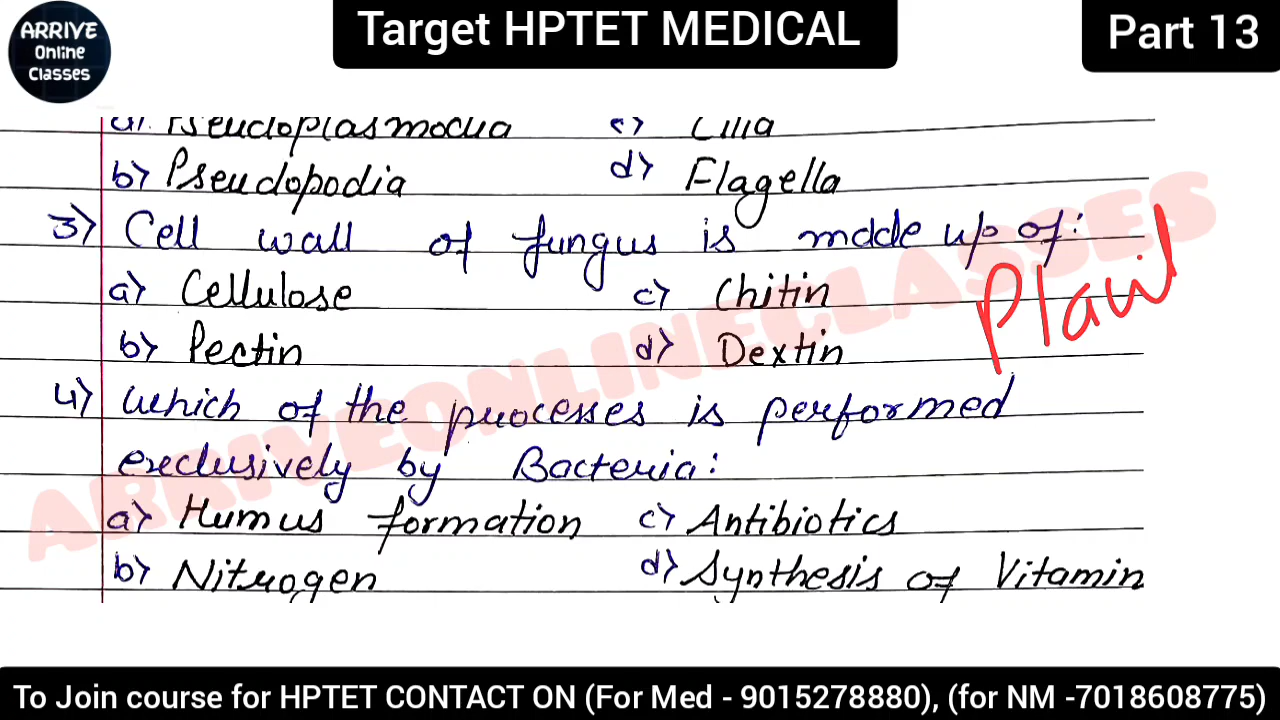 ARRIVE
Online
Classes
Target HPTET MEDICAL
Part 13
c) Cilia
b) Pseudopodia d) Flagella
3) Cell wall of fungus is made up of:
a) Cellulose c) Chitin
b) Pectin d) Dextin
4) Which of the processes is performed
exclusively by Bacteria:
a) Humus formation c) Antibiotics
b) Nitrogen d) Synthesis of Vitamin
ARRIVEONLINECLASSES
To Join course for HPTET CONTACT ON (For Med - 9015278880), (for NM -7018608775)